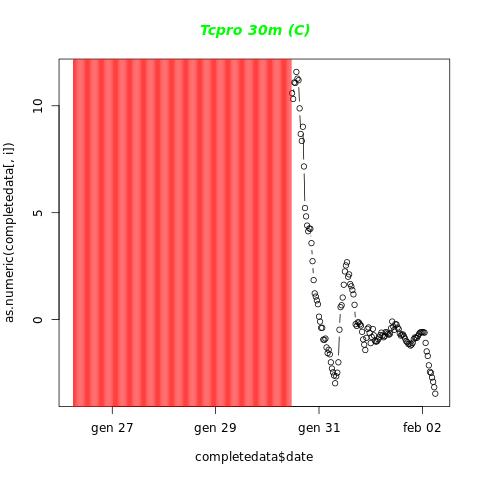 Tcpro 30m (C)
as.numeric(completedata[, i])
10
5
0
gen 27
gen 29
gen 31
feb 02
completedata$date